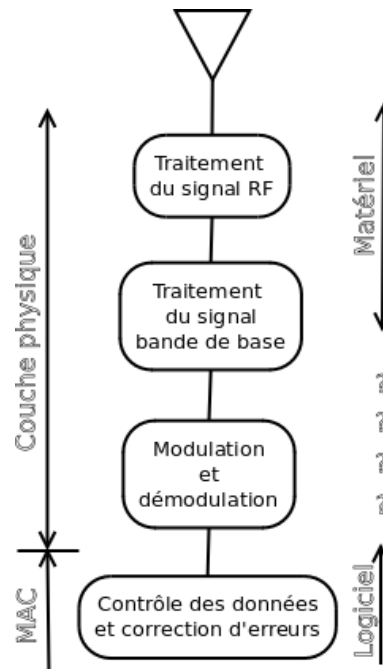 Traitement
du signal RF
Traitement
du signal
bande de base
Modulation
et
démodulation
Contrôle des données
et correction d'erreurs
Couche physique
MAC
Matériel
Logiciel